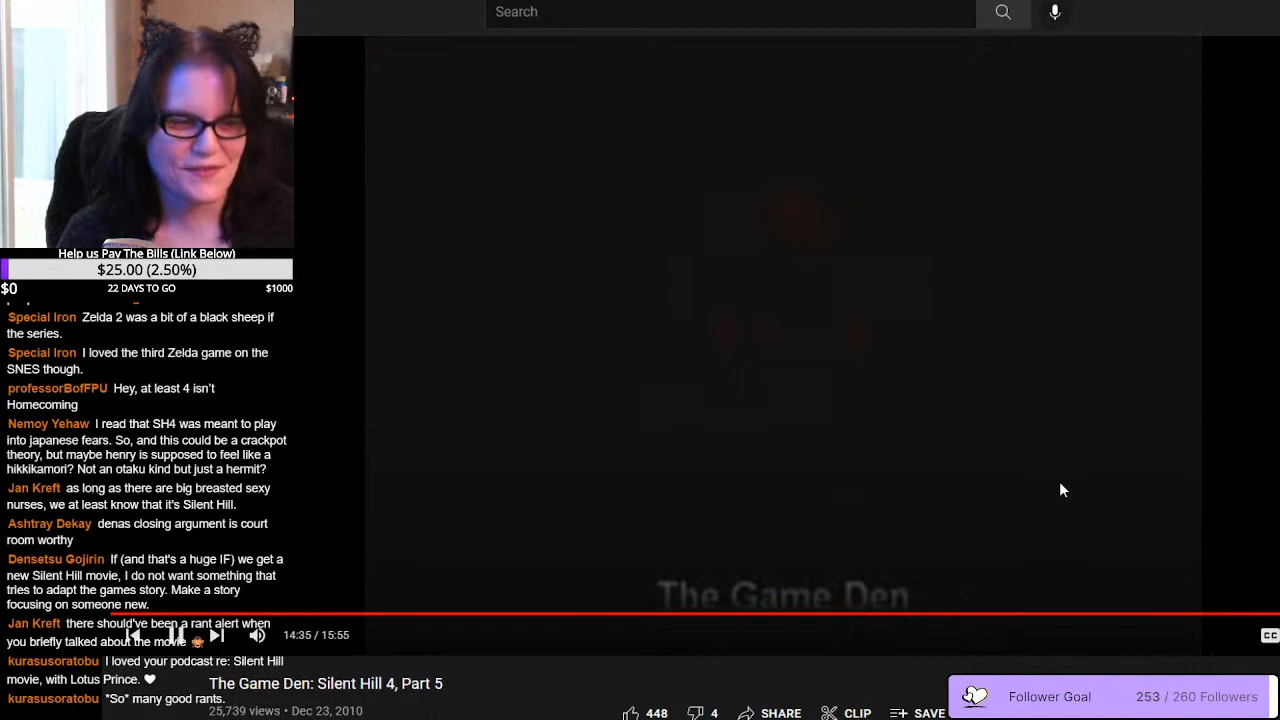 Search
Help us Pay The Bills (Link Below)
$25.00 (2.50%)
$0
22 DAYS TO GO
$1000
Special Iron Zelda 2 was a bit of a black sheep if
the series.
Special Iron I loved the third Zelda game on the
SNES though.
professorBofFPU Hey, at least 4 isn't
Homecoming
Nemoy Yehaw I read that SH4 was meant to play
into japanese fears. So, and this could be a crackpot
theory, but maybe henry is supposed to feel like a
hikkikamori? Not an otaku kind but just a hermit?
Jan Kreft as long as there are big breasted sexy
nurses, we at least know that it's Silent Hill.
Ashtray Dekay denas closing argument is court
room worthy
Densetsu Gojirin If (and that's a huge IF) we get a
new Silent Hill movie, I do not want something that
tries to adapt the games story. Make a story
focusing on someone new.
Jan Kreft there should've been a rant alert when
you briefly talked about the movie
kurasusoratobu I loved your podcast re: Silent Hill
movie, with Lotus Prince.
kurasusoratobu *So* many good rants.
The Game Den
14:35 / 15:55
CC
The Game Den: Silent Hill 4, Part 5
25,739 views • Dec 23, 2010
448
4
SHARE
CLIP
SAVE
Follower Goal
253 / 260 Followers